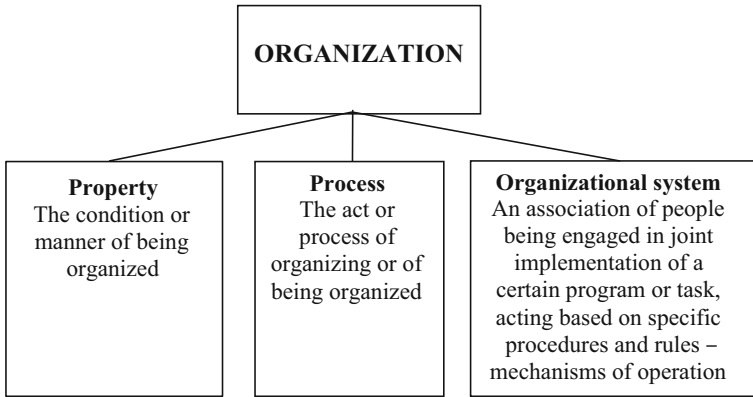 ORGANIZATION
Property
The condition or
manner of being
organized
Process
The act or
process of
organizing or of
being organized
Organizational system
An association of people
being engaged in joint
implementation of a
certain program or task,
acting based on specific
procedures and rules –
mechanisms of operation